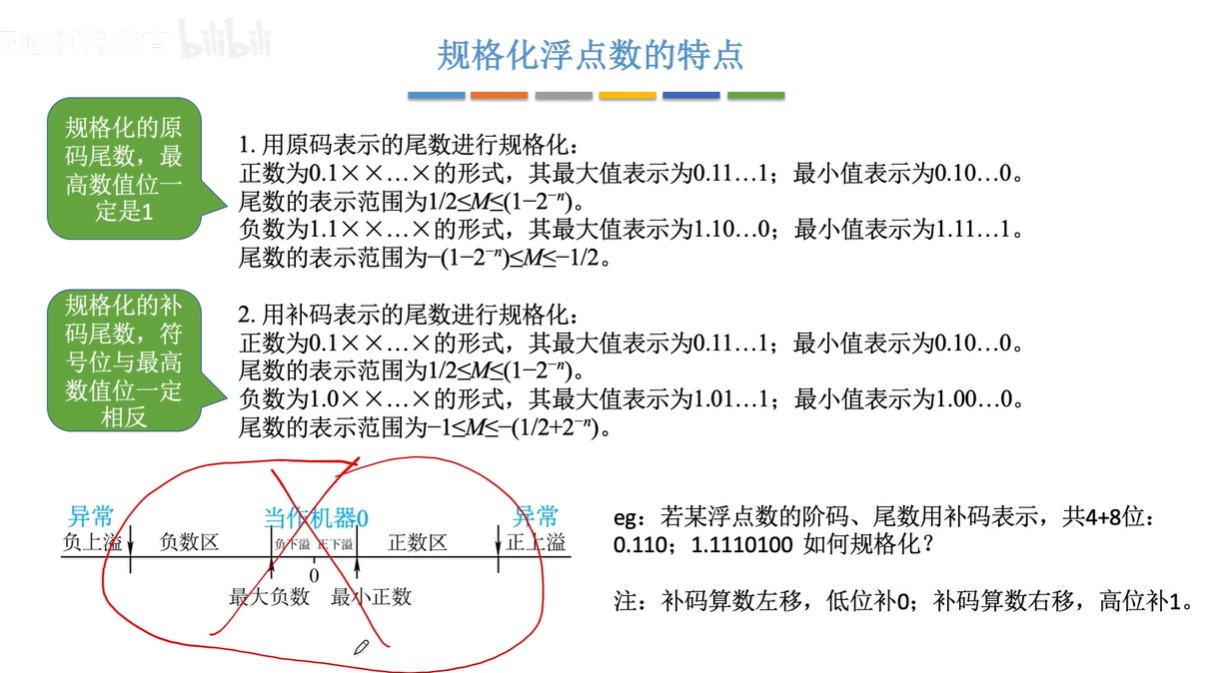 bilibili
规格化浮点数的特点
规格化的原
码尾数，最
高数值位一
定是1
1. 用原码表示的尾数进行规格化：
正数为0.1××…×的形式，其最大值表示为0.11…1；最小值表示为0.10…0。
尾数的表示范围为1/2≤M≤(1−2⁻ⁿ)。
负数为1.1××…×的形式，其最大值表示为1.10…0；最小值表示为1.11…1。
尾数的表示范围为−(1−2⁻ⁿ)≤M≤−1/2。
规格化的补
码尾数，符
号位与最高
数值位一定
相反
2. 用补码表示的尾数进行规格化：
正数为0.1××…×的形式，其最大值表示为0.11…1；最小值表示为0.10…0。
尾数的表示范围为1/2≤M≤(1−2⁻ⁿ)。
负数为1.0××…×的形式，其最大值表示为1.01…1；最小值表示为1.00…0。
尾数的表示范围为−1≤M≤−(1/2+2⁻ⁿ)。
异常 当作机器0 异常
负上溢 负数区 负下溢 正下溢 正数区 正上溢
0
最大负数 最小正数
eg：若某浮点数的阶码、尾数用补码表示，共4+8位：
0.110；1.1110100 如何规格化？
注：补码算数左移，低位补0；补码算数右移，高位补1。